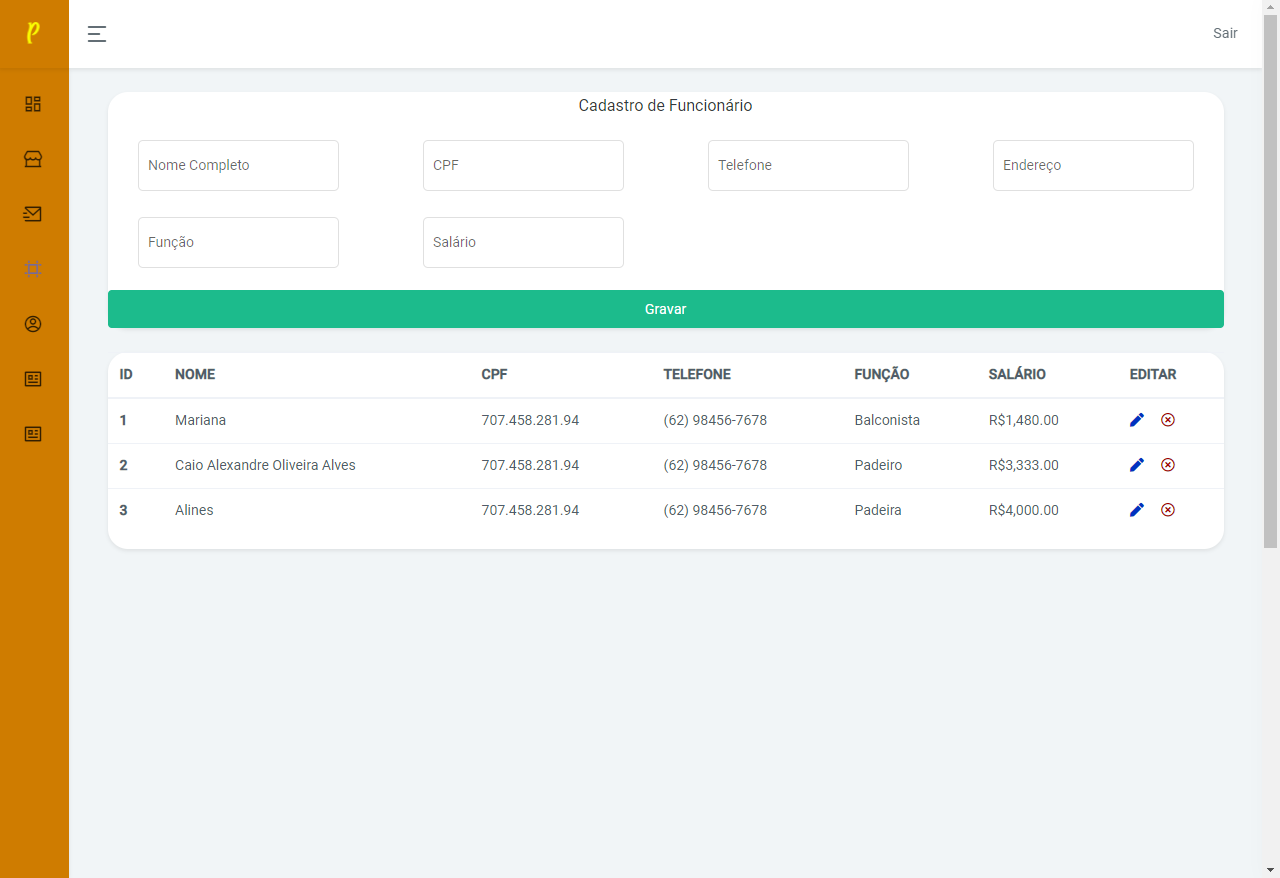 p
Sair
Cadastro de Funcionário
Nome Completo CPF Telefone Endereço
Função Salário
Gravar
ID NOME CPF TELEFONE FUNÇÃO SALÁRIO EDITAR
1 Mariana 707.458.281.94 (62) 98456-7678 Balconista R$1,480.00
2 Caio Alexandre Oliveira Alves 707.458.281.94 (62) 98456-7678 Padeiro R$3,333.00
3 Alines 707.458.281.94 (62) 98456-7678 Padeira R$4,000.00